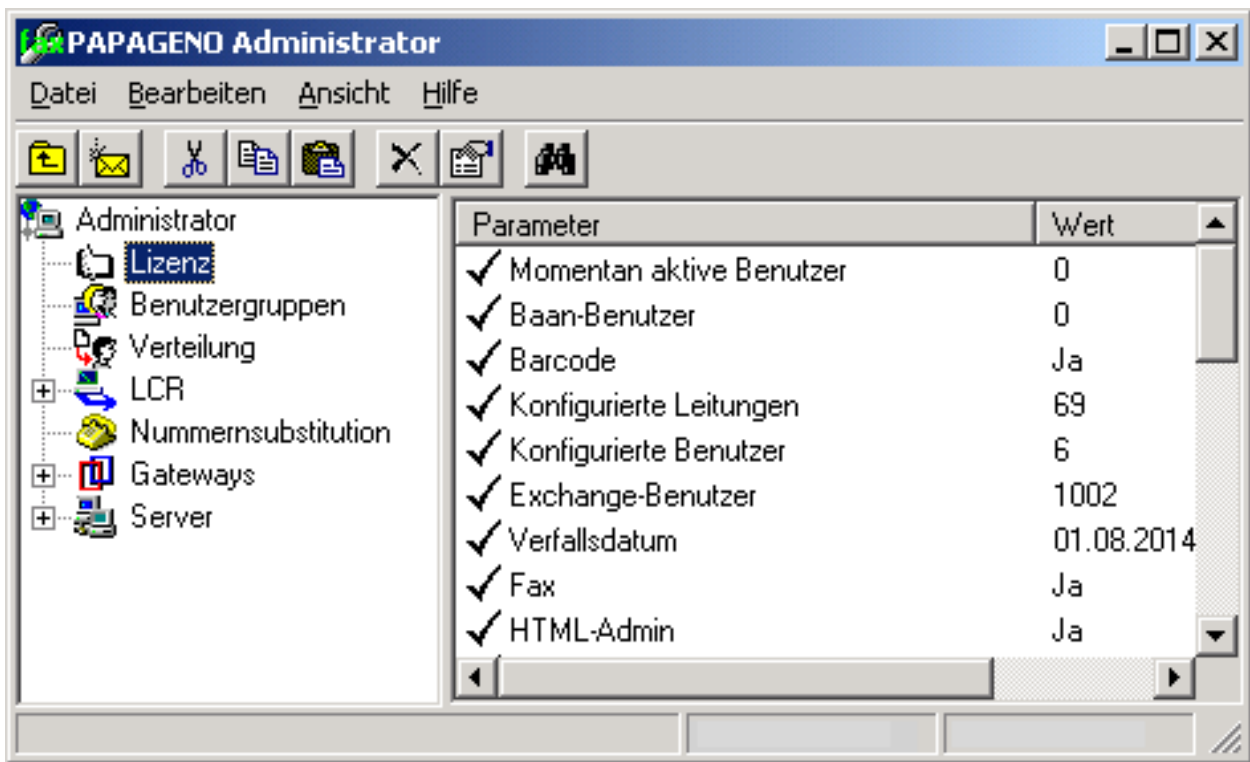 PAPAGENO Administrator
Datei Bearbeiten Ansicht Hilfe
Administrator
Lizenz
Benutzergruppen
Verteilung
LCR
Nummernsubstitution
Gateways
Server
Parameter Wert
Momentan aktive Benutzer 0
Baan-Benutzer 0
Barcode Ja
Konfigurierte Leitungen 69
Konfigurierte Benutzer 6
Exchange-Benutzer 1002
Verfallsdatum 01.08.2014
Fax Ja
HTML-Admin Ja